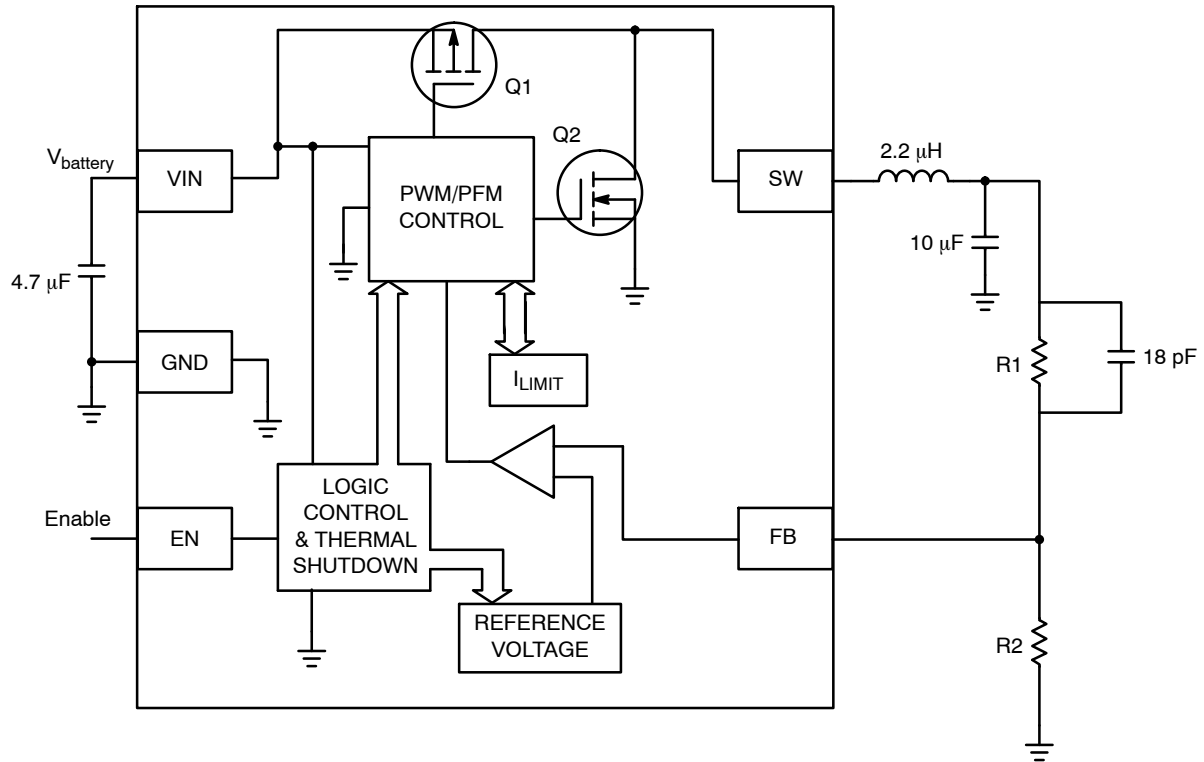 Q1
Q2
V_battery
VIN
PWM/PFM
CONTROL
SW
2.2 μH
10 μF
4.7 μF
GND
I_LIMIT
R1
18 pF
Enable
EN
LOGIC
CONTROL
& THERMAL
SHUTDOWN
FB
REFERENCE
VOLTAGE
R2